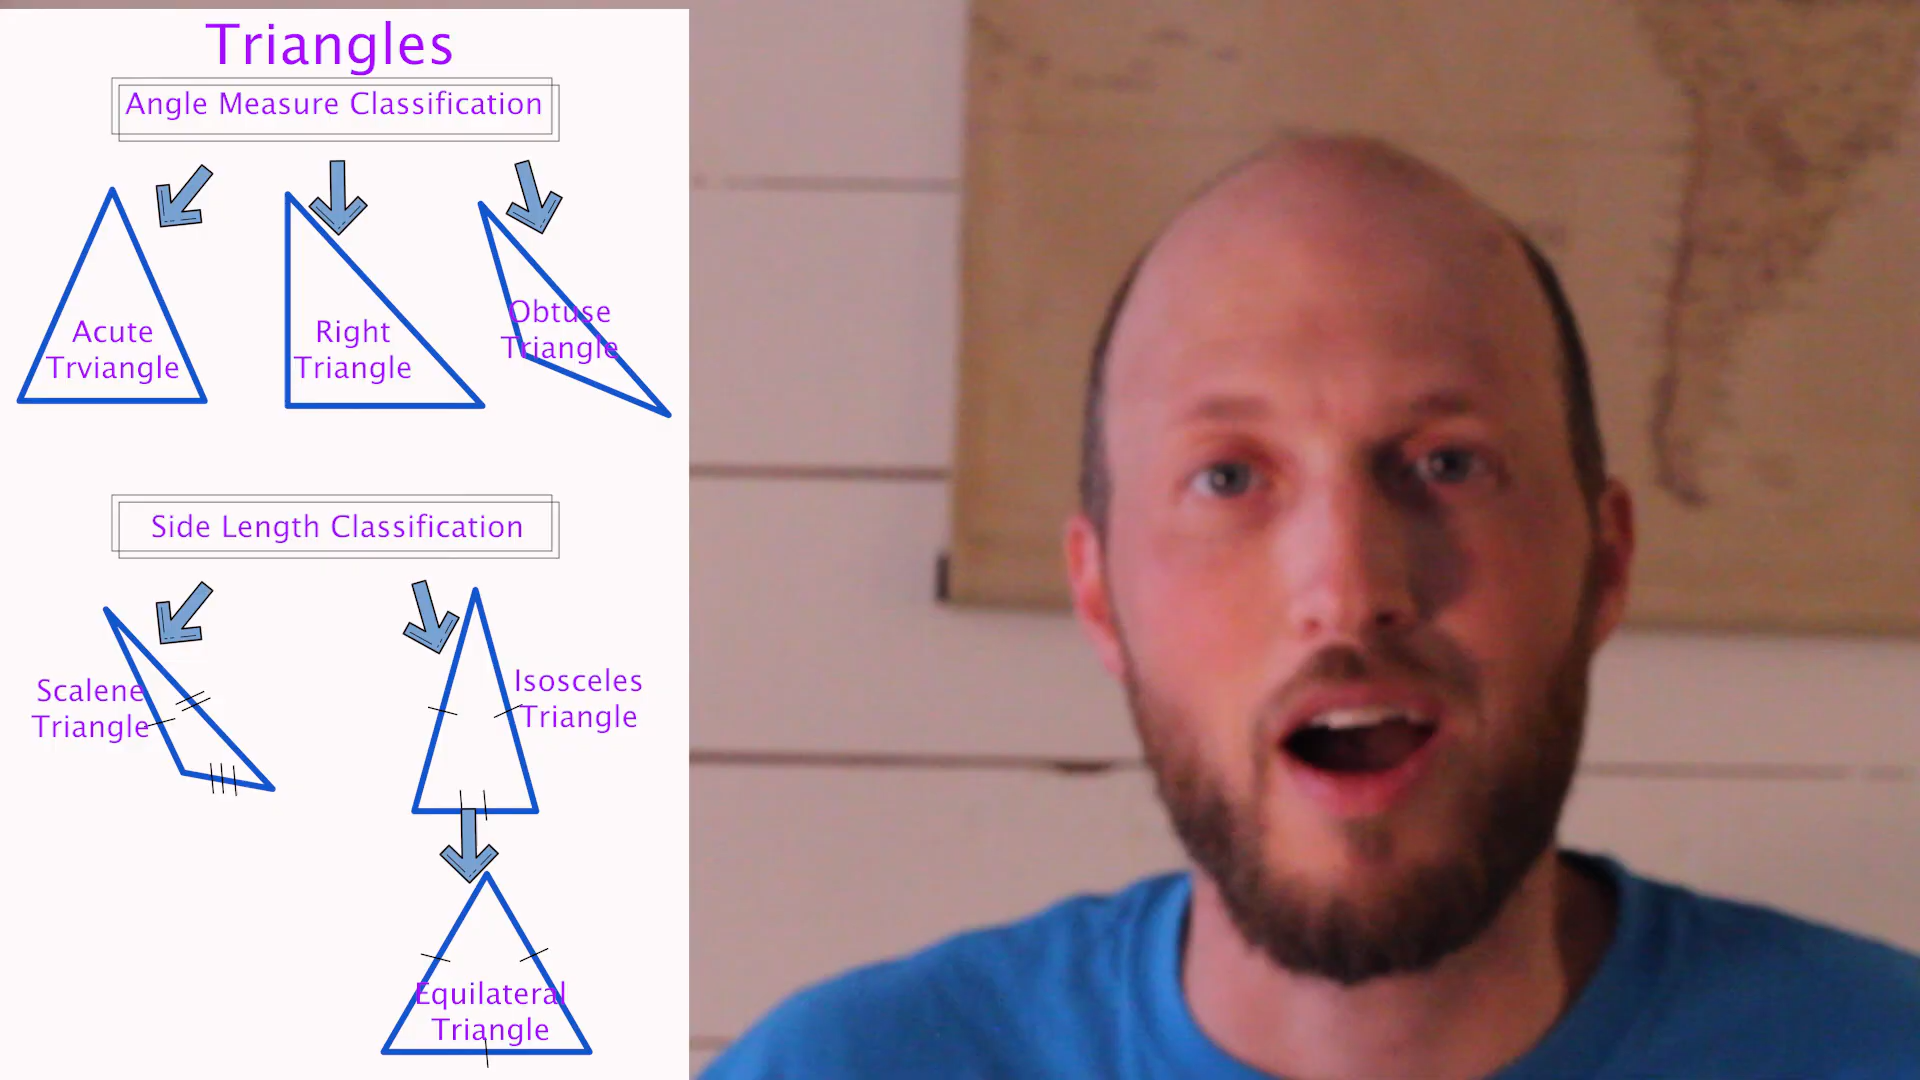 Triangles
Angle Measure Classification
Acute
Trviangle
Right
Triangle
Obtuse
Triangle
Side Length Classification
Scalene
Triangle
Isosceles
Triangle
Equilateral
Triangle